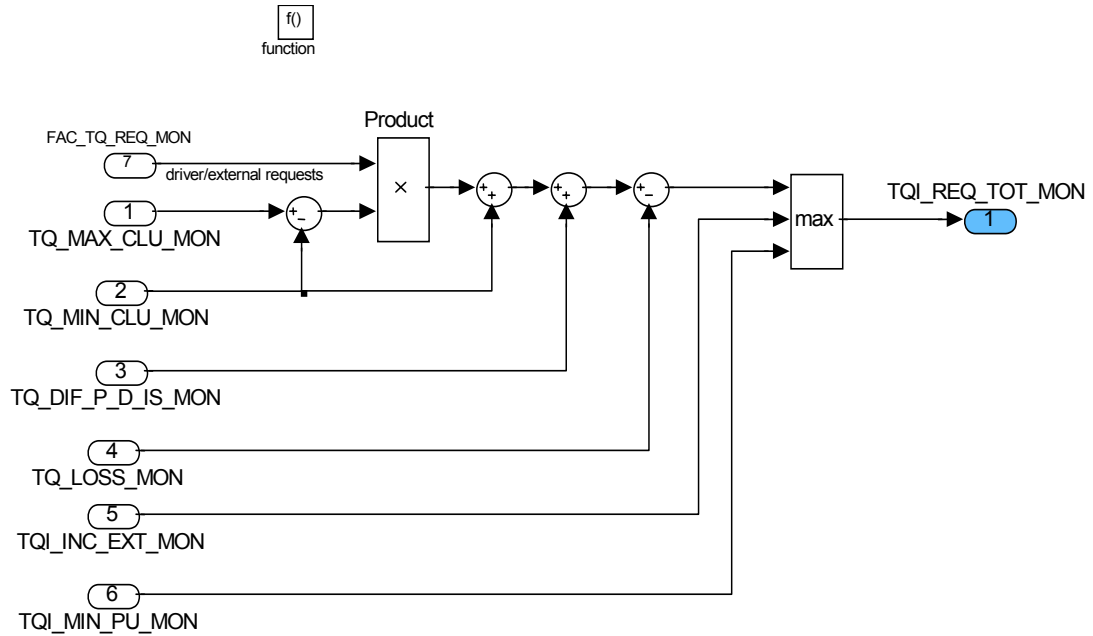 f()
function
Product
FAC_TQ_REQ_MON
7
driver/external requests
×
+
-
1
TQ_MAX_CLU_MON
+
+
+
+
+
-
max
TQI_REQ_TOT_MON
1
2
TQ_MIN_CLU_MON
3
TQ_DIF_P_D_IS_MON
4
TQ_LOSS_MON
5
TQI_INC_EXT_MON
6
TQI_MIN_PU_MON